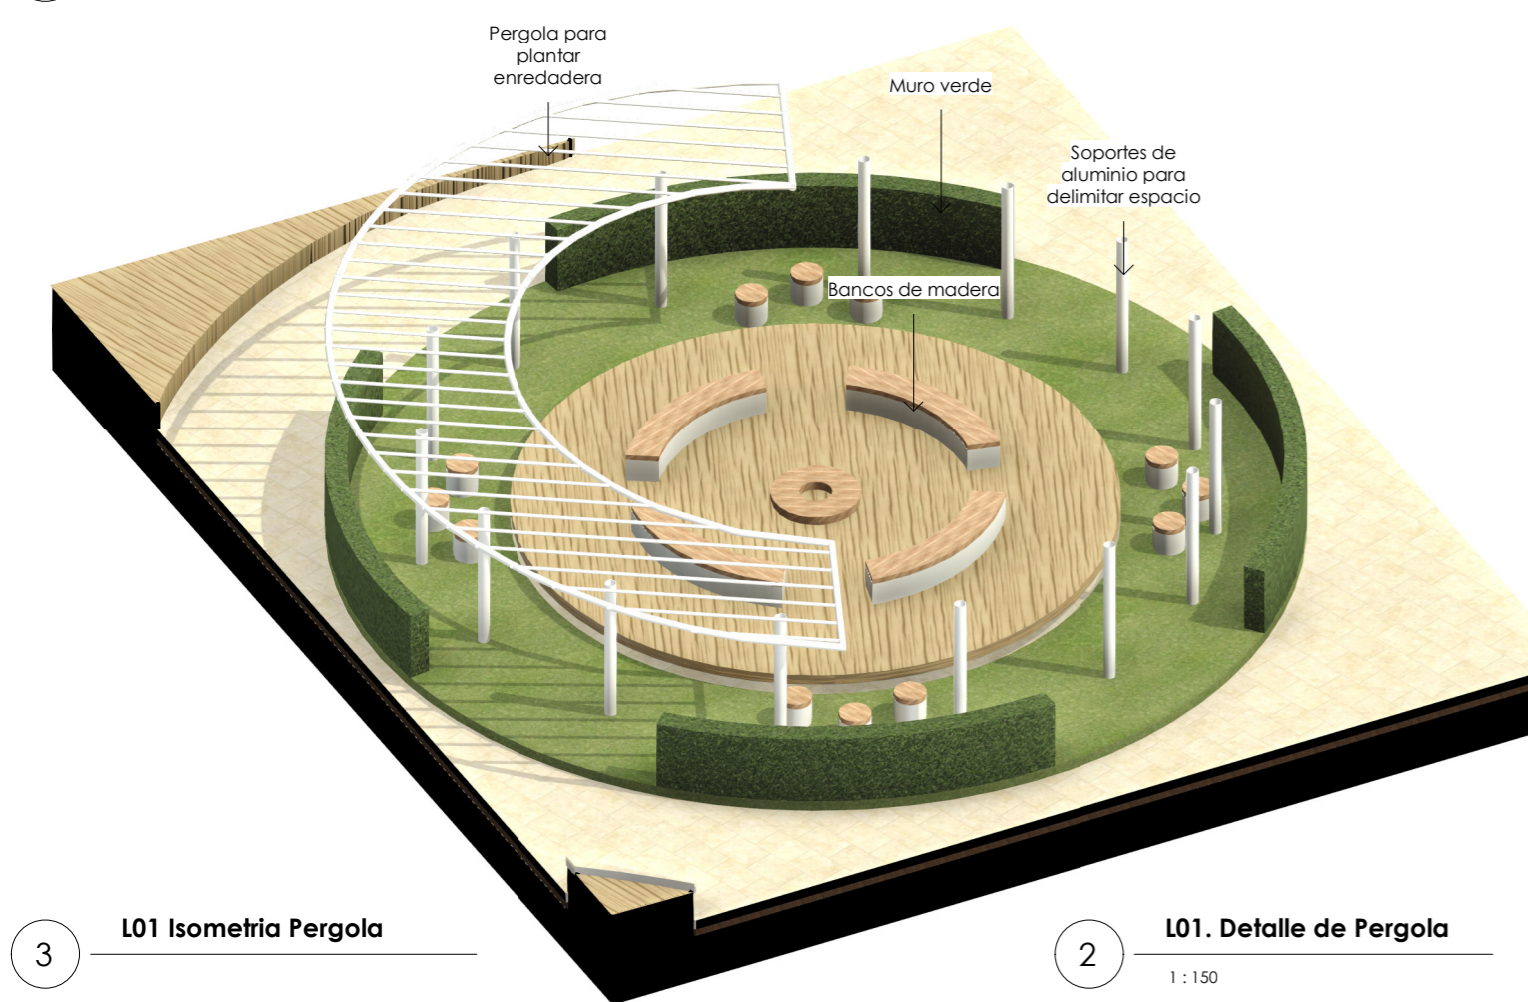 Pergola para
plantar
enredadera
Muro verde
Soportes de
aluminio para
delimitar espacio
Bancos de madera
3
L01 Isometria Pergola
2
L01. Detalle de Pergola
1 : 150